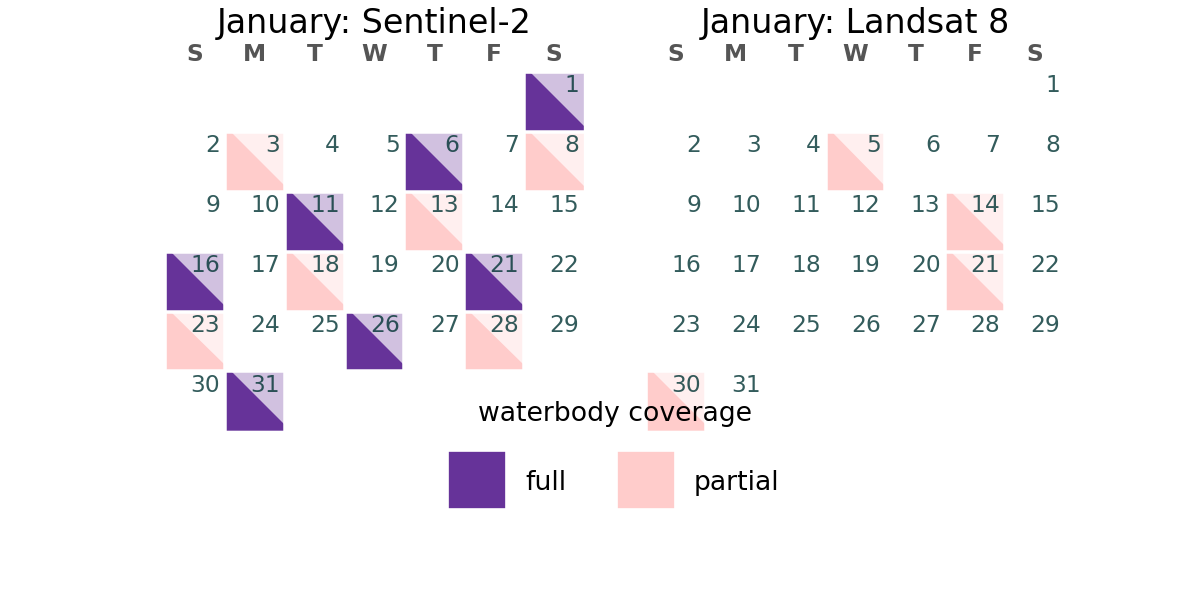 January: Sentinel-2
S M T W T F S
1
2 3 4 5 6 7 8
9 10 11 12 13 14 15
16 17 18 19 20 21 22
23 24 25 26 27 28 29
30 31
January: Landsat 8
S M T W T F S
1
2 3 4 5 6 7 8
9 10 11 12 13 14 15
16 17 18 19 20 21 22
23 24 25 26 27 28 29
30 31
waterbody coverage
full partial